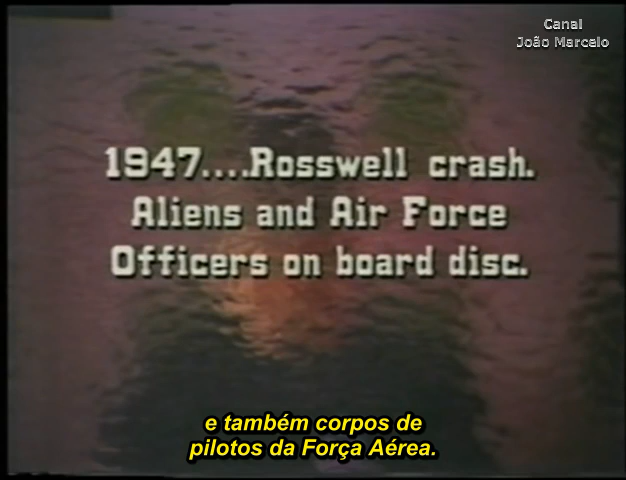 Canal
João Marcelo
1947....Rosswell crash.
Aliens and Air Force
Officers on board disc.
e também corpos de
pilotos da Força Aérea.